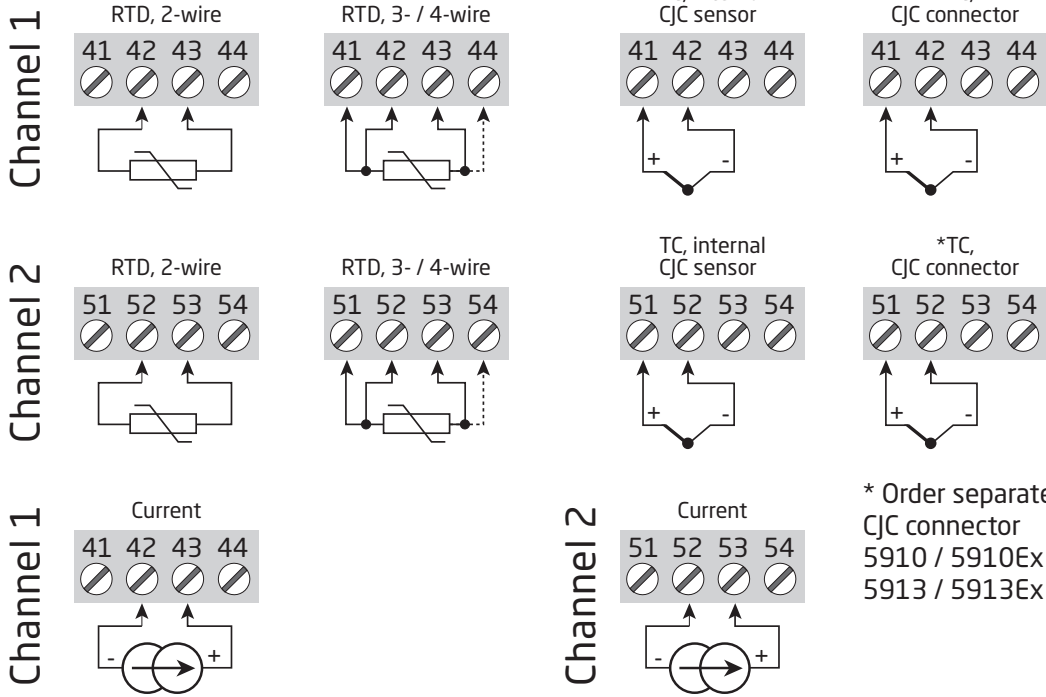 Channel 1
RTD, 2-wire
41 42 43 44
RTD, 3- / 4-wire
41 42 43 44
CJC sensor
41 42 43 44
+ -
CJC connector
41 42 43 44
+ -
Channel 2
RTD, 2-wire
51 52 53 54
RTD, 3- / 4-wire
51 52 53 54
TC, internal
CJC sensor
51 52 53 54
+ -
*TC,
CJC connector
51 52 53 54
+ -
Channel 1
Current
41 42 43 44
- +
Channel 2
Current
51 52 53 54
- +
* Order separate
CJC connector
5910 / 5910Ex
5913 / 5913Ex